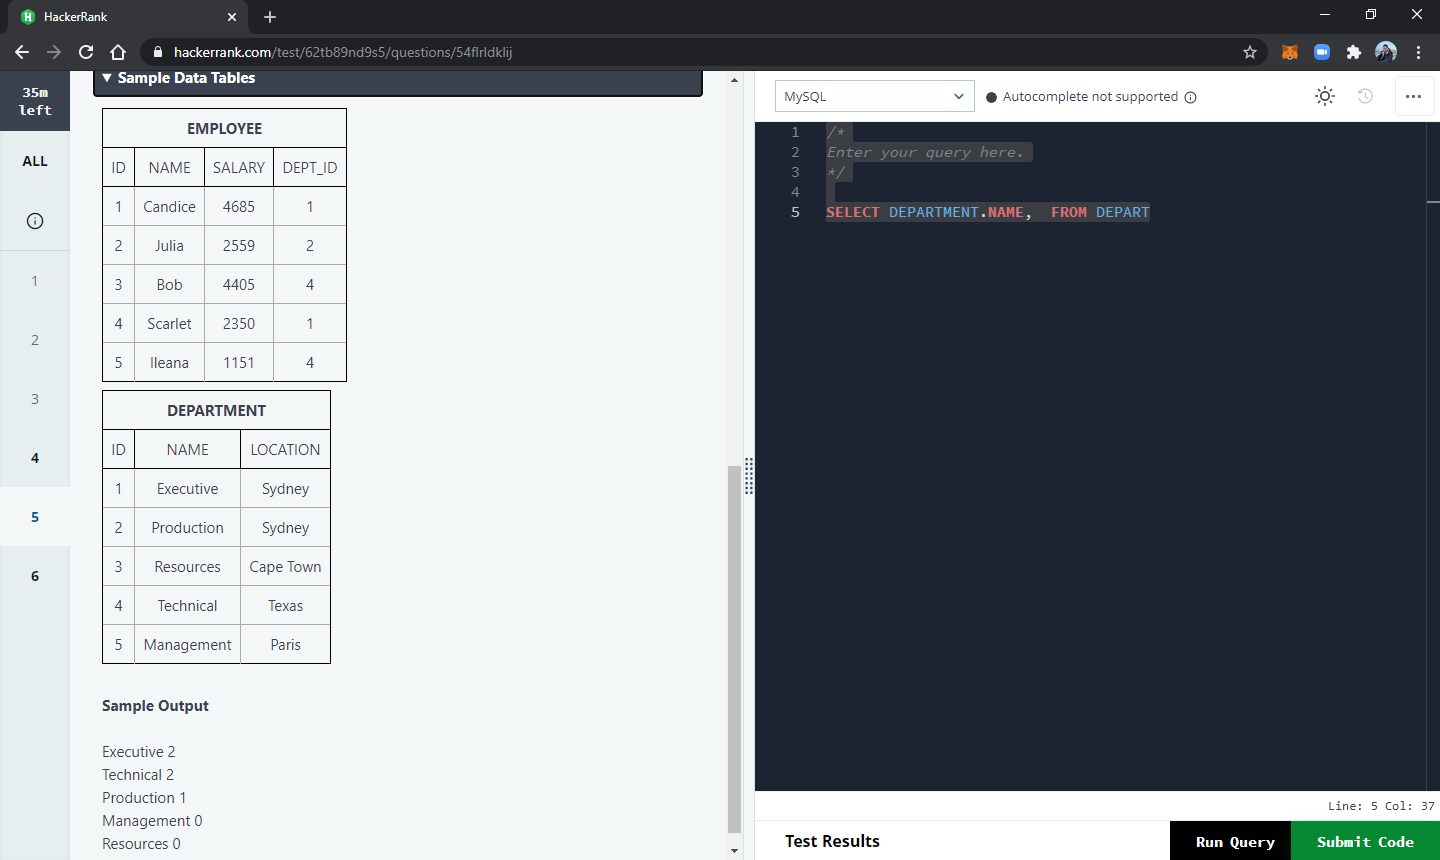 HackerRank
hackerrank.com/test/62tb89nd9s5/questions/54flrldklij
35m
left
ALL
1
2
3
4
5
6
▼ Sample Data Tables
EMPLOYEE
ID NAME SALARY DEPT_ID
1 Candice 4685 1
2 Julia 2559 2
3 Bob 4405 4
4 Scarlet 2350 1
5 Ileana 1151 4
DEPARTMENT
ID NAME LOCATION
1 Executive Sydney
2 Production Sydney
3 Resources Cape Town
4 Technical Texas
5 Management Paris
Sample Output
Executive 2
Technical 2
Production 1
Management 0
Resources 0
MySQL
Autocomplete not supported
1 /*
2 Enter your query here.
3 */
4
5 SELECT DEPARTMENT.NAME,  FROM DEPART
Line: 5 Col: 37
Test Results
Run Query
Submit Code